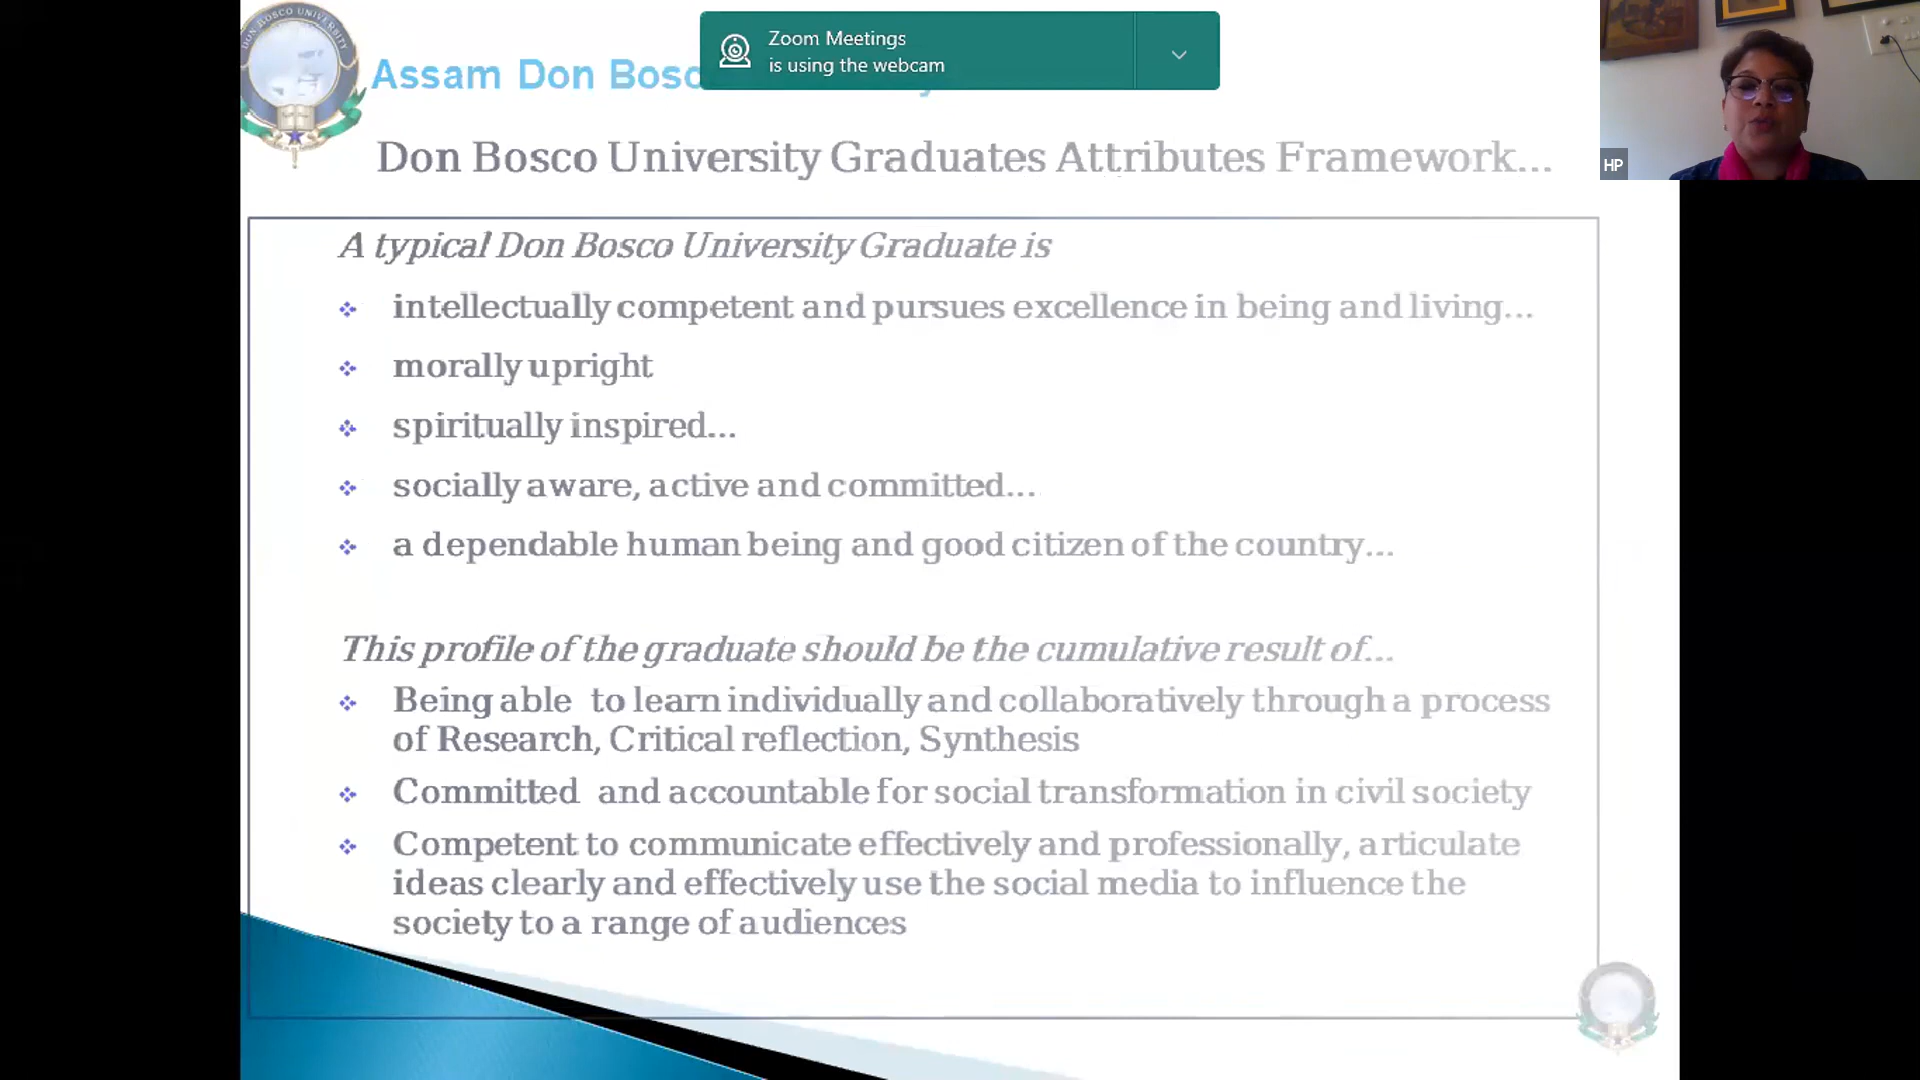 DON BOSCO UNIVERSITY
Assam Don Bosc
Zoom Meetings
is using the webcam
HP
Don Bosco University Graduates Attributes Framework...
A typical Don Bosco University Graduate is
intellectually competent and pursues excellence in being and living...
morally upright
spiritually inspired...
socially aware, active and committed...
a dependable human being and good citizen of the country...
This profile of the graduate should be the cumulative result of...
Being able to learn individually and collaboratively through a process
of Research, Critical reflection, Synthesis
Committed and accountable for social transformation in civil society
Competent to communicate effectively and professionally, articulate
ideas clearly and effectively use the social media to influence the
society to a range of audiences